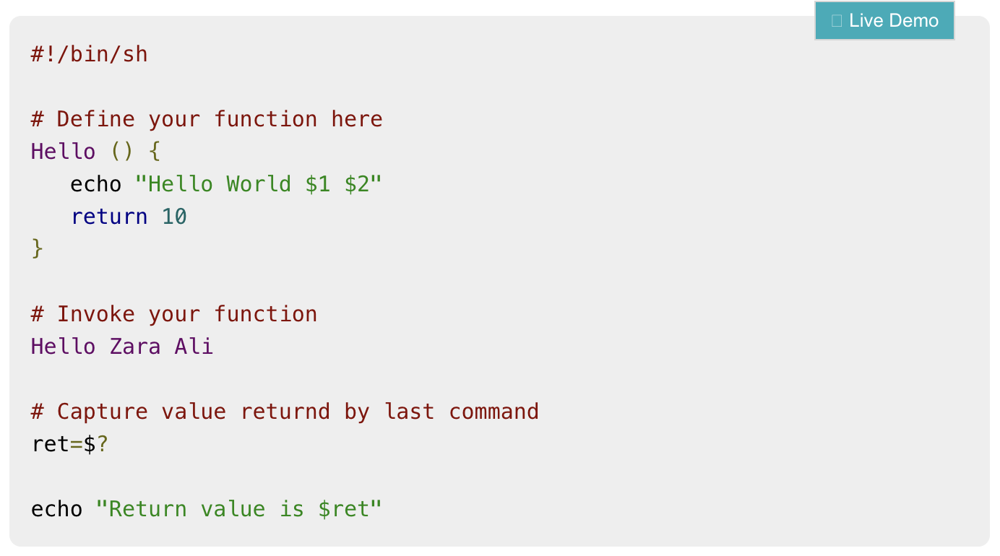 Live Demo
#!/bin/sh
# Define your function here
Hello () {
   echo "Hello World $1 $2"
   return 10
}
# Invoke your function
Hello Zara Ali
# Capture value returnd by last command
ret=$?
echo "Return value is $ret"